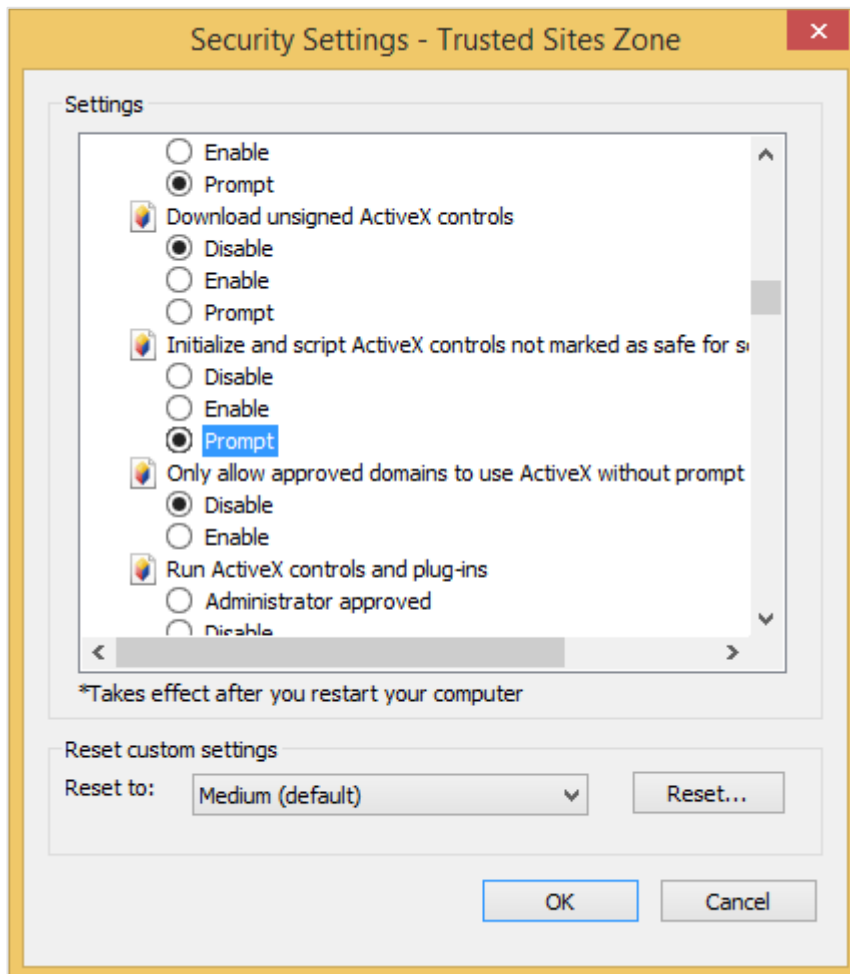 Security Settings - Trusted Sites Zone
Settings
Enable
Prompt
Download unsigned ActiveX controls
Disable
Enable
Prompt
Initialize and script ActiveX controls not marked as safe for
Disable
Enable
Prompt
Only allow approved domains to use ActiveX without prompt
Disable
Enable
Run ActiveX controls and plug-ins
Administrator approved
Disable
*Takes effect after you restart your computer
Reset custom settings
Reset to: Medium (default) Reset...
OK Cancel